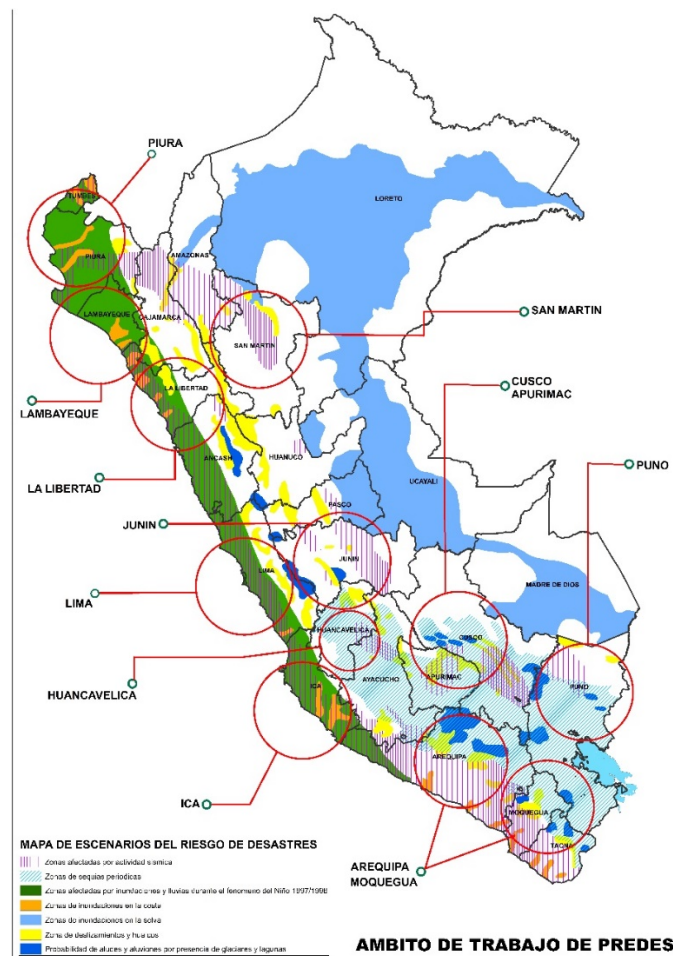 PIURA
TUMBES
LORETO
PIURA
AMAZONAS
LAMBAYEQUE
CAJAMARCA
SAN MARTIN
SAN MARTIN
CUSCO
APURIMAC
LA LIBERTAD
LAMBAYEQUE
ANCASH
HUANUCO
PUNO
LA LIBERTAD
UCAYALI
PASCO
JUNIN
JUNIN
LIMA
MADRE DE DIOS
LIMA
HUANCAVELICA
CUSCO
HUANCAVELICA
AYACUCHO
APURIMAC
PUNO
ICA
AREQUIPA
ICA
MOQUEGUA
TACNA
MAPA DE ESCENARIOS DEL RIESGO DE DESASTRES
Zonas afectadas por actividad sismica
Zonas de sequias periodicas
Zonas afectadas por inundaciones y lluvias durante el fenomeno del Niño 1997/1998
Zonas de inundaciones en la costa
Zonas de inundaciones en la selva
Zona de deslizamientos y huaicos
Probabilidad de aludes y aluviones por presencia de glaciares y lagunas
AREQUIPA
MOQUEGUA
AMBITO DE TRABAJO DE PREDES